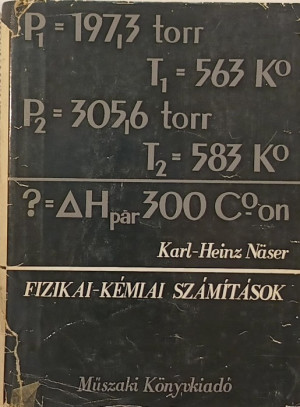 P₁ = 197,3 torr
T₁ = 563 K°
P₂ = 305,6 torr
T₂ = 583 K°
? = ΔHpár 300 C°-on
Karl-Heinz Näser
FIZIKAI-KÉMIAI SZÁMÍTÁSOK
Műszaki Könyvkiadó